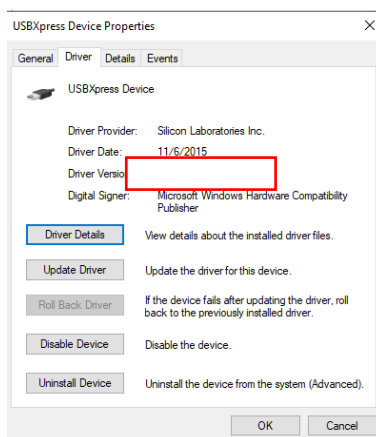 USBXpress Device Properties
General Driver Details Events
USBXpress Device
Driver Provider: Silicon Laboratories Inc.
Driver Date: 11/6/2015
Driver
Digital Signer: Microsoft Windows Hardware Compatibility
Publisher
Driver Details View details about the installed driver files.
Update Driver Update the driver for this device.
Roll Back Driver If the device fails after updating the driver, roll
back to the previously installed driver.
Disable Device Disable the device.
Uninstall Device Uninstall the device from the system (Advanced).
OK Cancel